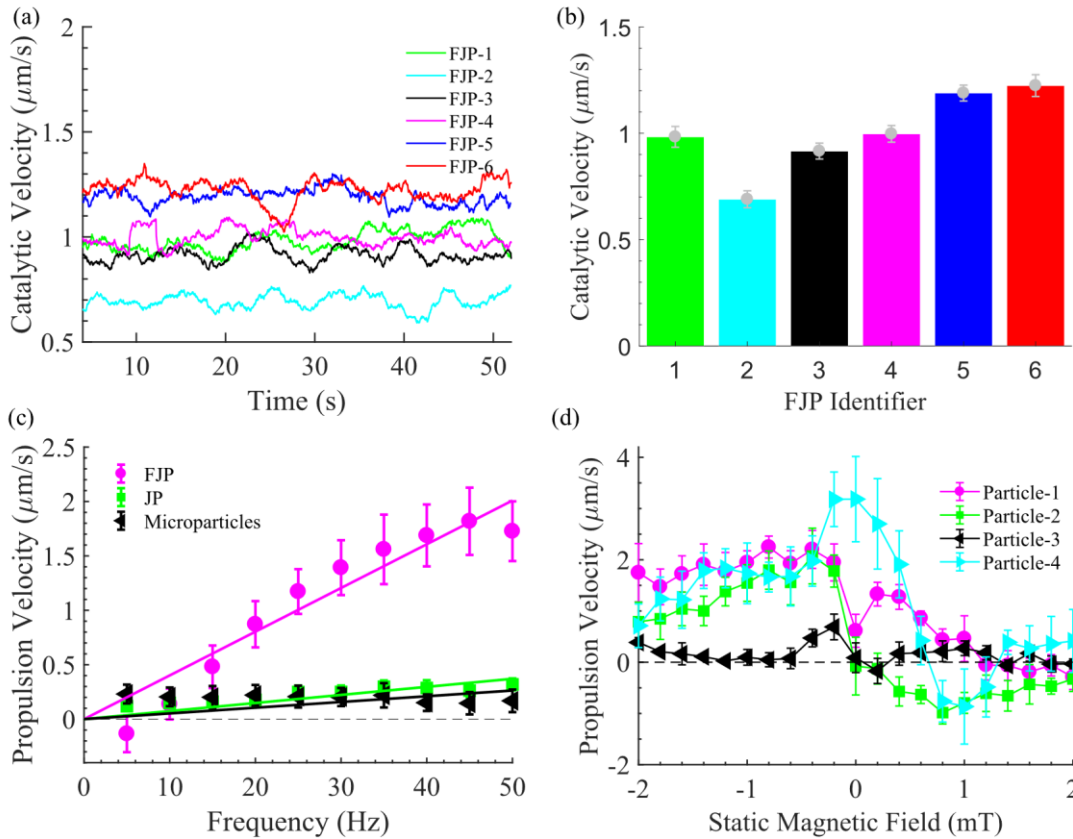 (a)
Catalytic Velocity (μm/s)
2
1.5
1
0.5
10 20 30 40 50
Time (s)
FJP-1
FJP-2
FJP-3
FJP-4
FJP-5
FJP-6
(b)
Catalytic Velocity (μm/s)
1.5
1
0.5
0
1 2 3 4 5 6
FJP Identifier
(c)
Propulsion Velocity (μm/s)
2.5
2
1.5
1
0.5
0
0 10 20 30 40 50
Frequency (Hz)
FJP
JP
Microparticles
(d)
Propulsion Velocity (μm/s)
4
2
0
-2
-2 -1 0 1 2
Static Magnetic Field (mT)
Particle-1
Particle-2
Particle-3
Particle-4